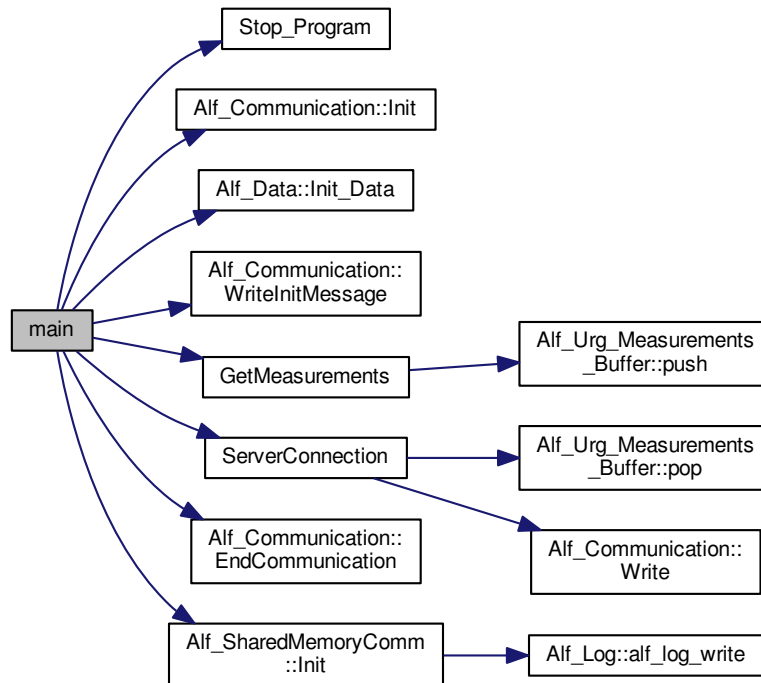 Stop_Program
Alf_Communication::Init
Alf_Data::Init_Data
Alf_Communication::
WriteInitMessage
main
GetMeasurements
Alf_Urg_Measurements
_Buffer::push
ServerConnection
Alf_Urg_Measurements
_Buffer::pop
Alf_Communication::
EndCommunication
Alf_Communication::
Write
Alf_SharedMemoryComm
::Init
Alf_Log::alf_log_write